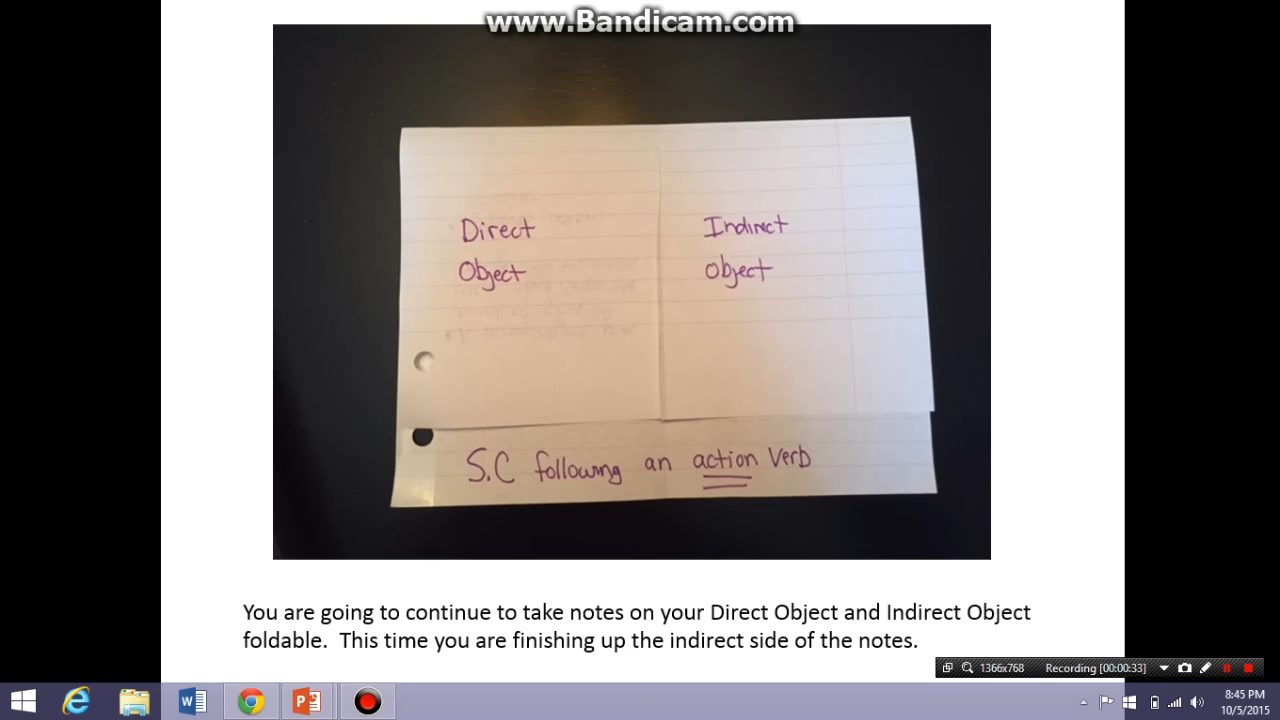 www.Bandicam.com
Direct
Object
Indirect
Object
S.C following an action verb
You are going to continue to take notes on your Direct Object and Indirect Object
foldable.  This time you are finishing up the indirect side of the notes.
1366x768
Recording [00:00:33]
8:45 PM
10/5/2015